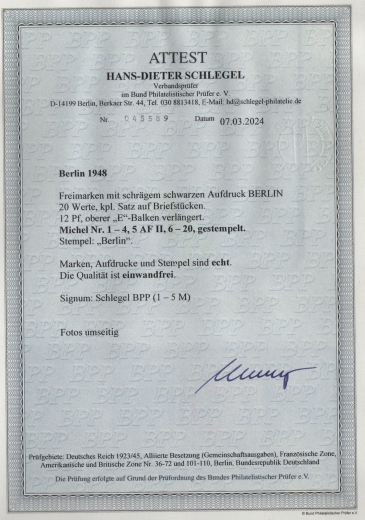 ATTEST
HANS-DIETER SCHLEGEL
Verbandsprüfer
im Bund Philatelistischer Prüfer e. V.
D-14199 Berlin, Berkaer Str. 44, Tel. 030 8813418, E-Mail: hd@schlegel-philatelie.de
Nr. 045589 Datum 07.03.2024
Berlin 1948
Freimarken mit schrägem schwarzen Aufdruck BERLIN
20 Werte, kpl. Satz auf Briefstücken.
12 Pf, oberer „E“-Balken verlängert.
Michel Nr. 1 – 4, 5 AF II, 6 – 20, gestempelt.
Stempel: „Berlin“.
Marken, Aufdrucke und Stempel sind echt.
Die Qualität ist einwandfrei.
Signum: Schlegel BPP (1 – 5 M)
Fotos umseitig
Prüfgebiete: Deutsches Reich 1923/45, Alliierte Besetzung (Gemeinschaftsausgaben), Französische Zone,
Amerikanische und Britische Zone Nr. 36-72 und 101-110, Berlin, Bundesrepublik Deutschland
Die Prüfung erfolgte auf Grund der Prüfordnung des Bundes Philatelistischer Prüfer e.V.
© Bund Philatelistischer Prüfer e.V.